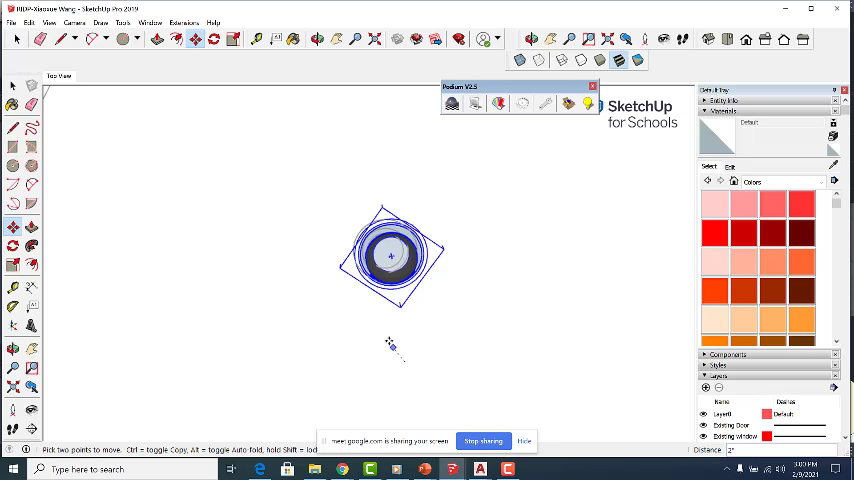 RIDP-Xiaoxue Wang - SketchUp Pro 2019
File Edit View Camera Draw Tools Window Extensions Help
Top View
Podium V2.5
SketchUp
for Schools
Default Tray
Entity Info
Materials
Default
Select Edit
Colors
Components
Styles
Layers
Name Dashes
Layer0 Default
Existing Door
Existing window
meet.google.com is sharing your screen Stop sharing Hide
Pick two points to move. Ctrl = toggle Copy, Alt = toggle Auto-fold, hold Shift = lock
Distance 2"
Type here to search
3:00 PM
2/9/2021